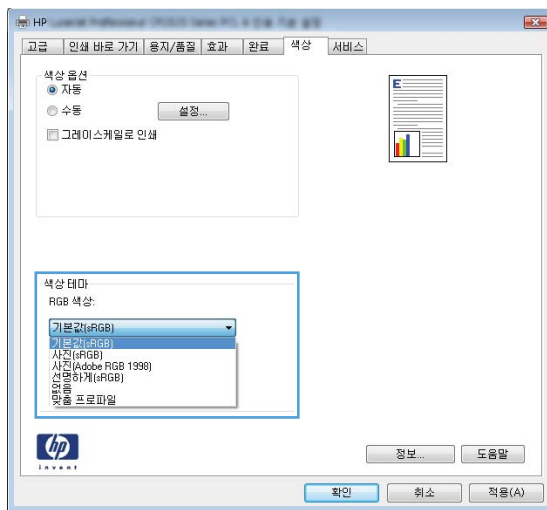 HP
고급 인쇄 바로 가기 용지/품질 효과 완료 색상 서비스
색상 옵션
자동
수동 설정...
그레이스케일로 인쇄
E
색상 테마
RGB 색상:
기본값(sRGB)
기본값(sRGB)
사진(sRGB)
사진(Adobe RGB 1998)
선명하게(sRGB)
없음
맞춤 프로파일
hp
invent
정보... 도움말
확인 취소 적용(A)